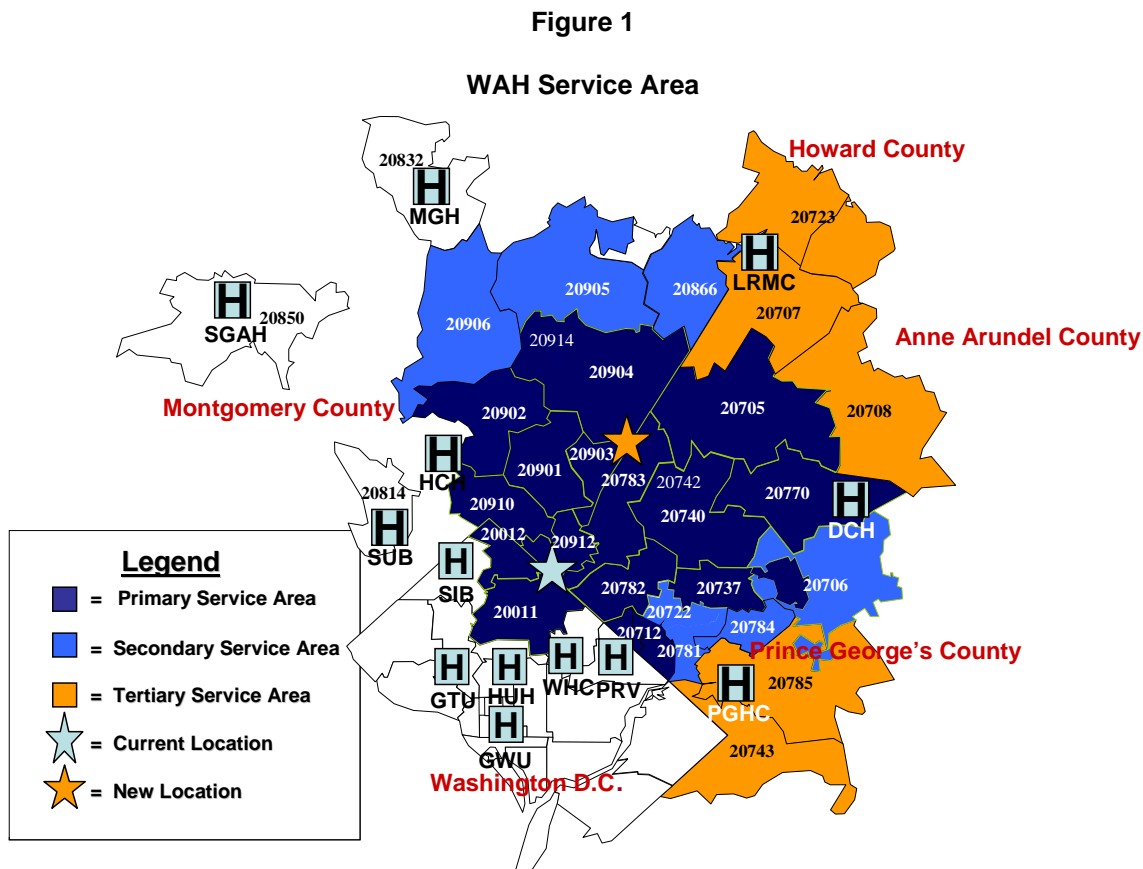 Figure 1
WAH Service Area
Howard County
20832
H
MGH
20723
H
LRMC
20905
20866
H
SGAH
20850
20906
20707
Anne Arundel County
20914
20904
Montgomery County
20902
20705
20708
H
HCH
20901
20903
20783
20742
20770
20814
20910
20740
H
DCH
H
SUB
20012
20912
H
SIB
20706
20782
20737
20011
20722
20712
20784
20781
Prince George's County
H
GTU
H
HUH
H
WHC
H
PRV
20785
H
PGHC
H
GWU
20743
Washington D.C.
Legend
= Primary Service Area
= Secondary Service Area
= Tertiary Service Area
= Current Location
= New Location